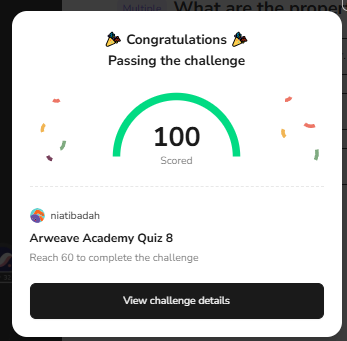 Multiple
What are the proper
Congratulations
Passing the challenge
100
Scored
niatibadah
Arweave Academy Quiz 8
Reach 60 to complete the challenge
View challenge details